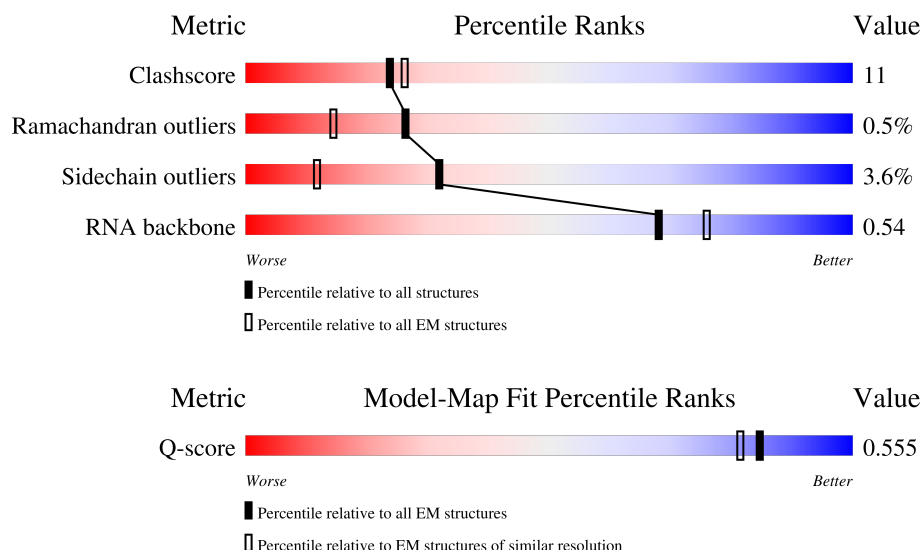 Metric Percentile Ranks Value
Clashscore 11
Ramachandran outliers 0.5%
Sidechain outliers 3.6%
RNA backbone 0.54
Worse Better
Percentile relative to all structures
Percentile relative to all EM structures
Metric Model-Map Fit Percentile Ranks Value
Q-score 0.555
Worse Better
Percentile relative to all EM structures
Percentile relative to EM structures of similar resolution